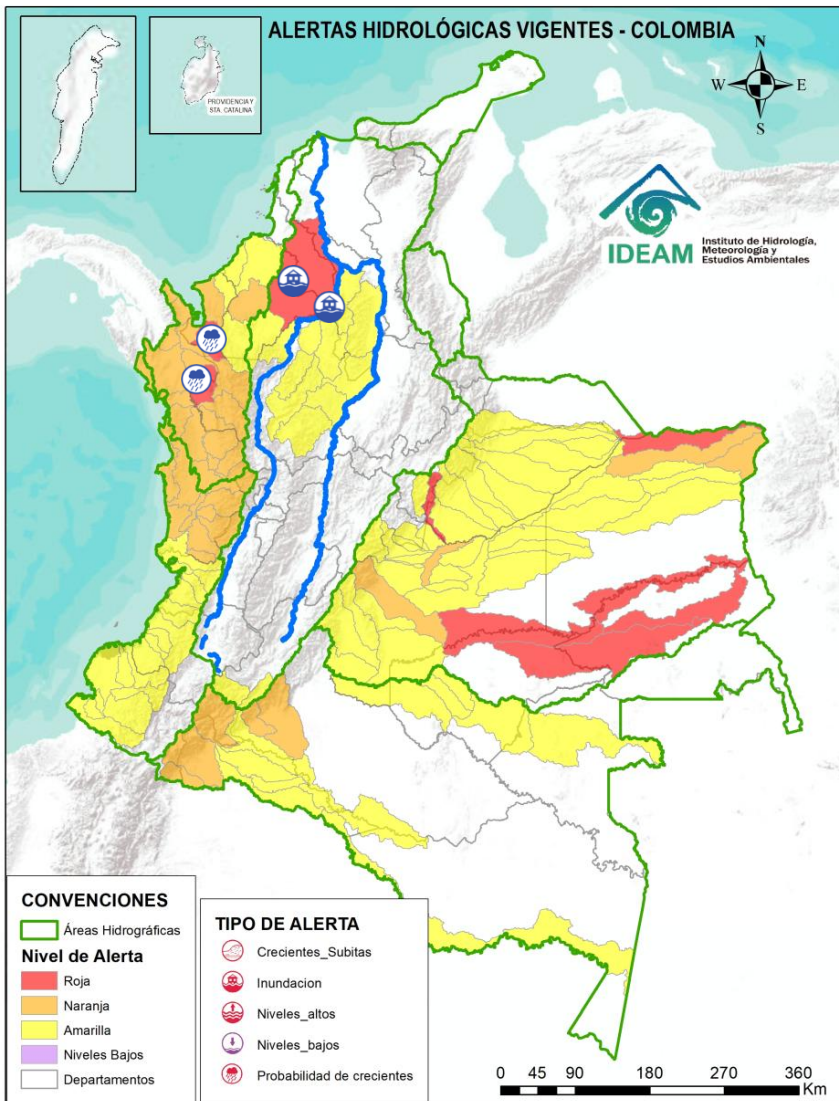 ALERTAS HIDROLÓGICAS VIGENTES - COLOMBIA
PROVIDENCIA Y
STA. CATALINA
N
W
E
S
IDEAM
Instituto de Hidrología,
Meteorología y
Estudios Ambientales
CONVENCIONES
Áreas Hidrográficas
Nivel de Alerta
Roja
Naranja
Amarilla
Niveles Bajos
Departamentos
TIPO DE ALERTA
Crecientes_Subitas
Inundacion
Niveles_altos
Niveles_bajos
Probabilidad de crecientes
0 45 90 180 270 360
Km